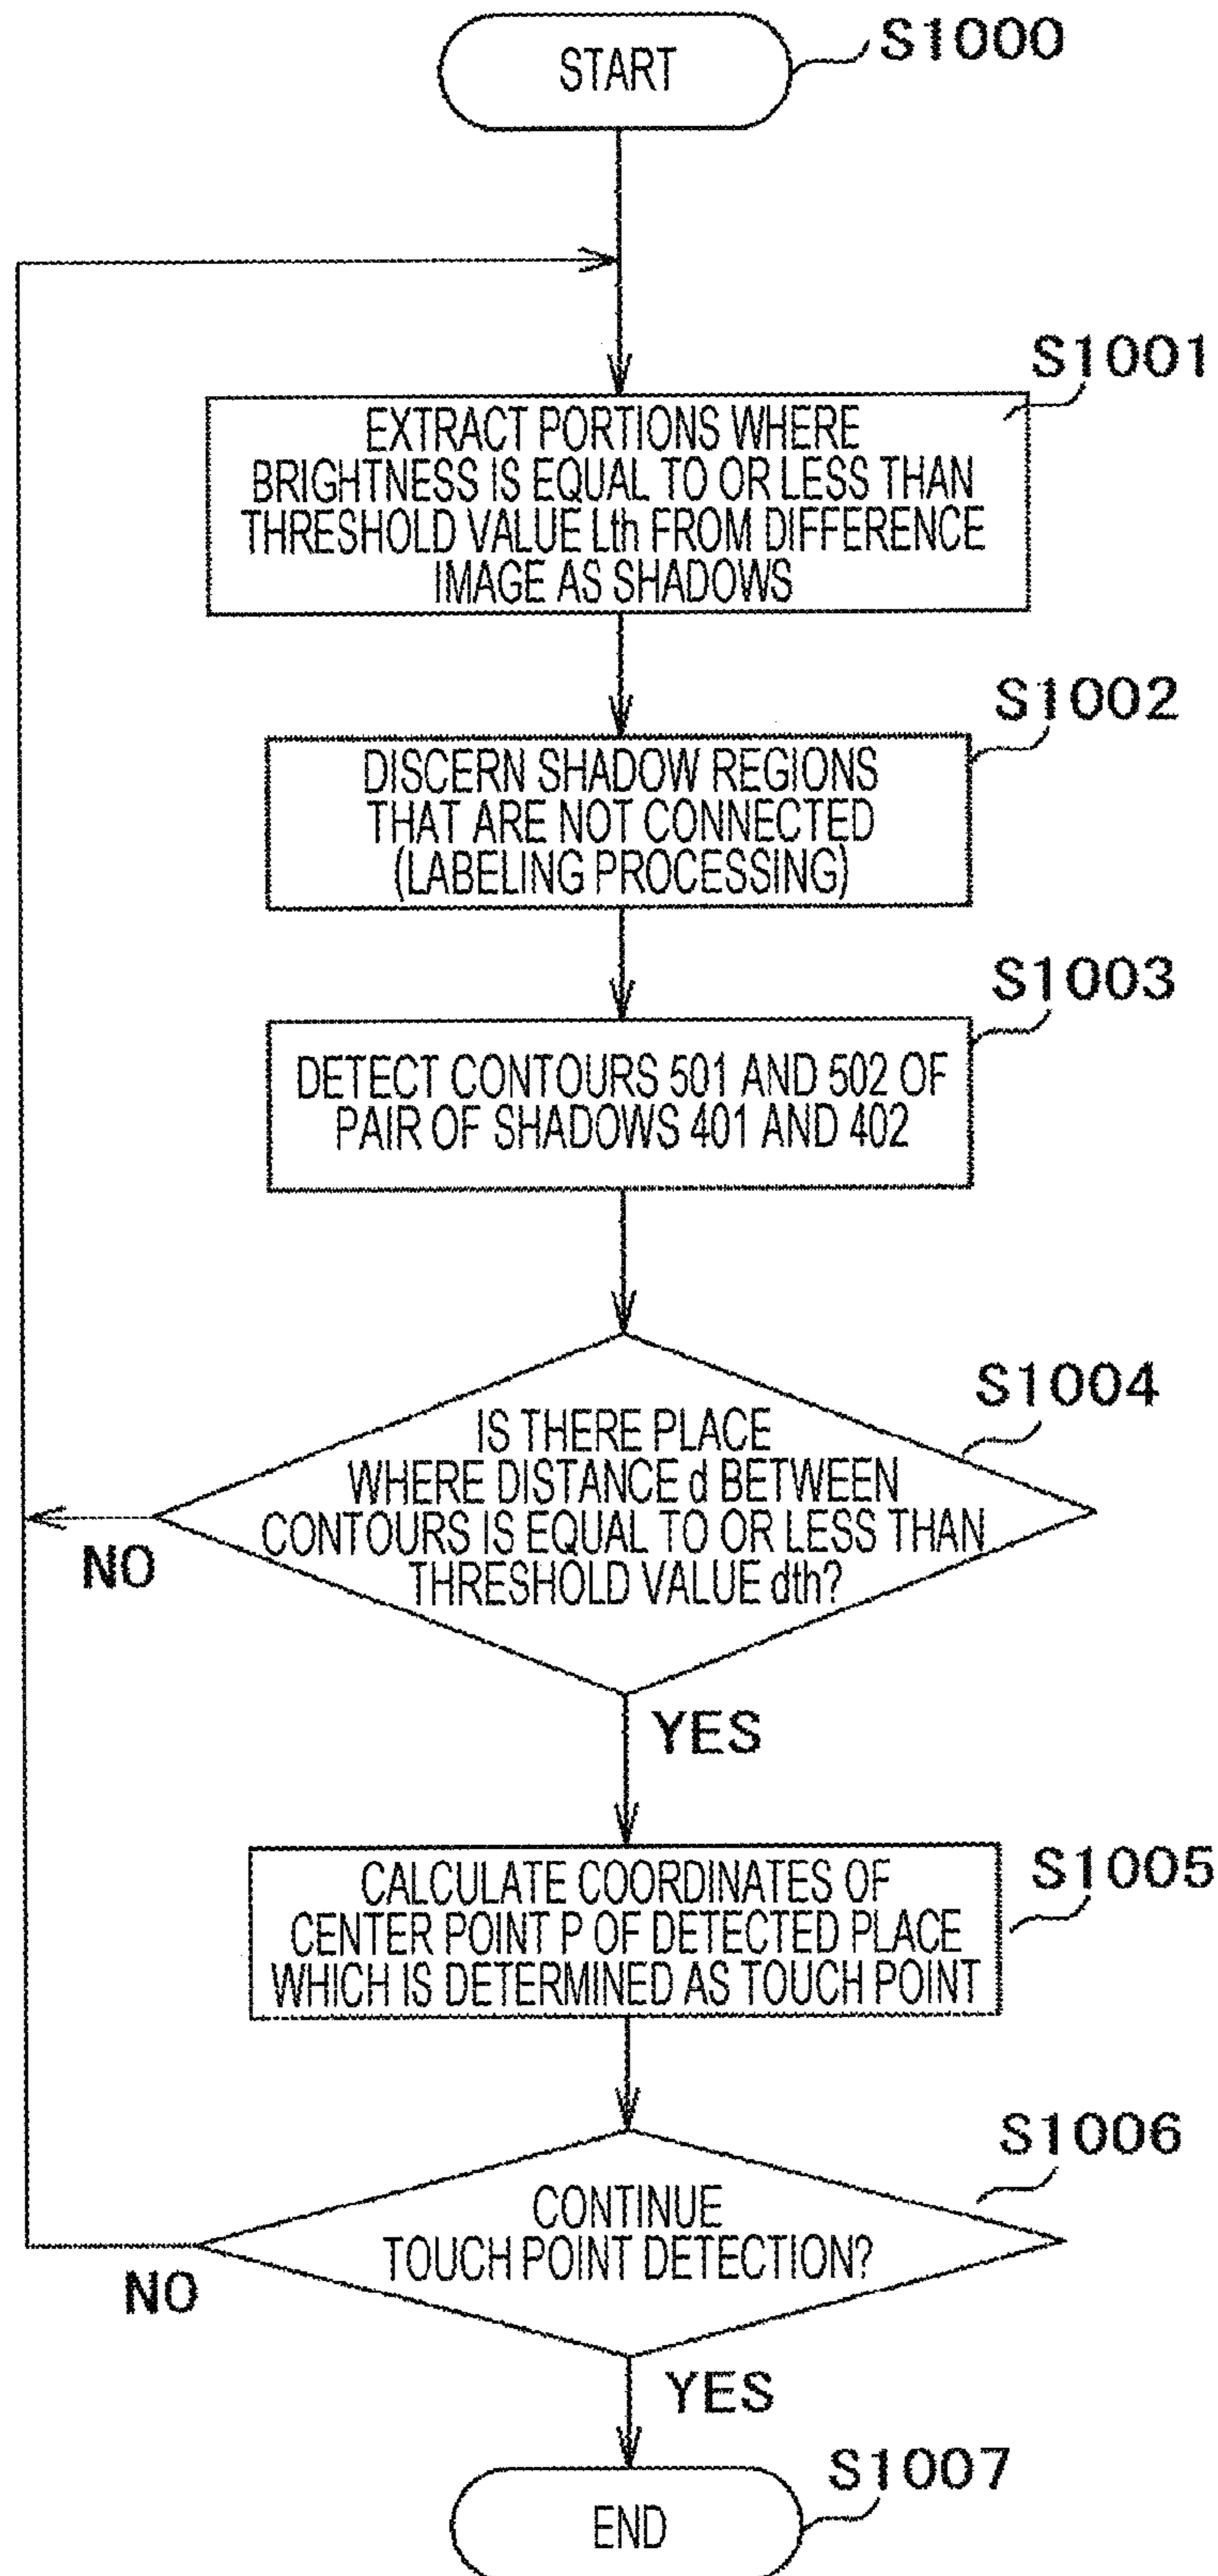 START
S1000
S1001
EXTRACT PORTIONS WHERE
BRIGHTNESS IS EQUAL TO OR LESS THAN
THRESHOLD VALUE Lth FROM DIFFERENCE
IMAGE AS SHADOWS
S1002
DISCERN SHADOW REGIONS
THAT ARE NOT CONNECTED
(LABELING PROCESSING)
S1003
DETECT CONTOURS 501 AND 502 OF
PAIR OF SHADOWS 401 AND 402
S1004
IS THERE PLACE
WHERE DISTANCE d BETWEEN
CONTOURS IS EQUAL TO OR LESS THAN
THRESHOLD VALUE dth?
NO
YES
S1005
CALCULATE COORDINATES OF
CENTER POINT P OF DETECTED PLACE
WHICH IS DETERMINED AS TOUCH POINT
S1006
CONTINUE
TOUCH POINT DETECTION?
NO
YES
S1007
END